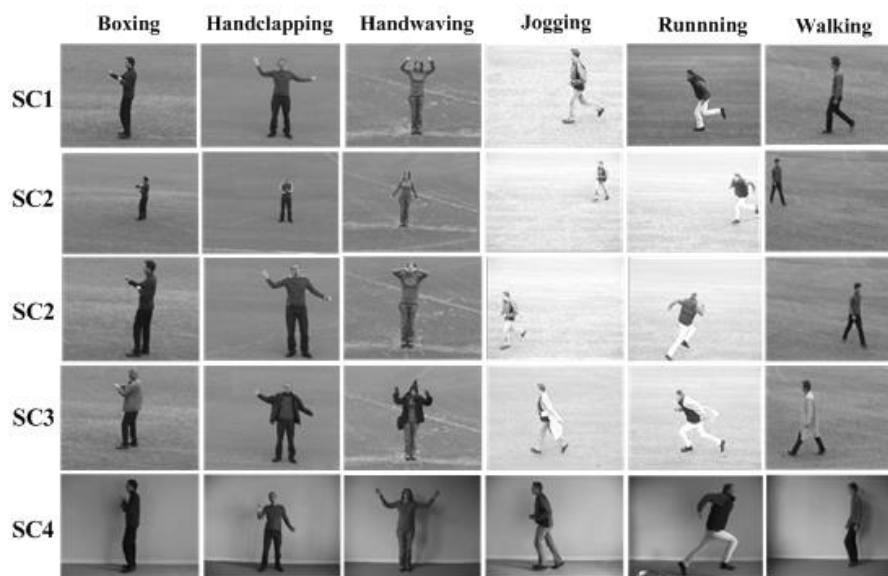 Boxing Handclapping Handwaving Jogging Runnning Walking
SC1
SC2
SC2
SC3
SC4